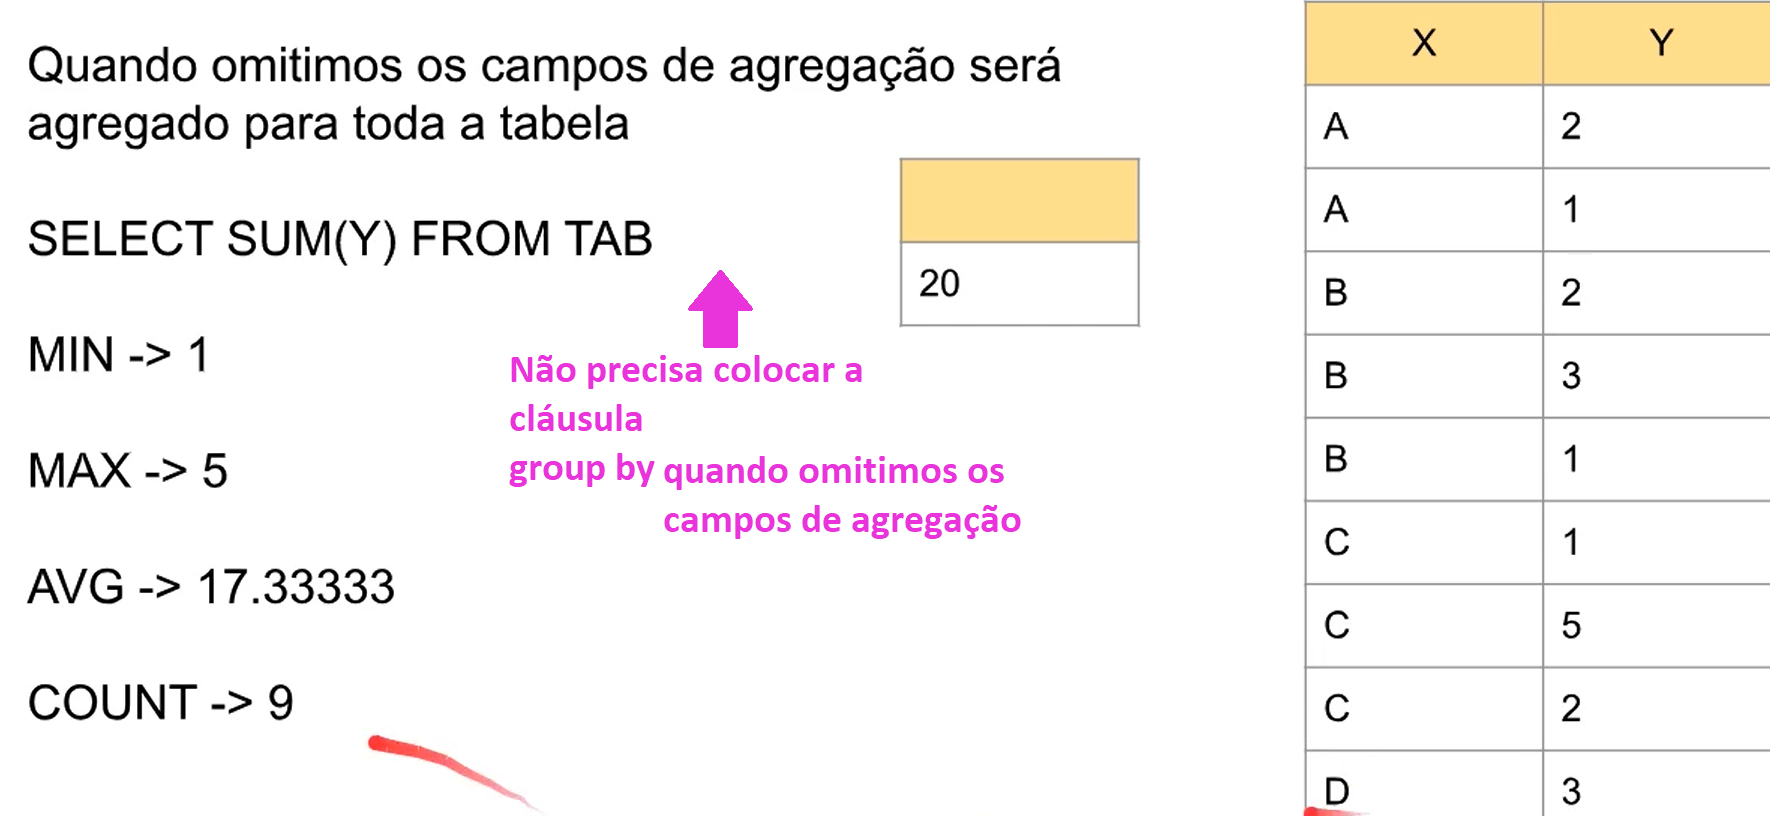 Quando omitimos os campos de agregação será
agregado para toda a tabela
SELECT SUM(Y) FROM TAB
20
MIN -> 1
Não precisa colocar a
cláusula
group by quando omitimos os
campos de agregação
MAX -> 5
AVG -> 17.33333
COUNT -> 9
X Y
A 2
A 1
B 2
B 3
B 1
C 1
C 5
C 2
D 3